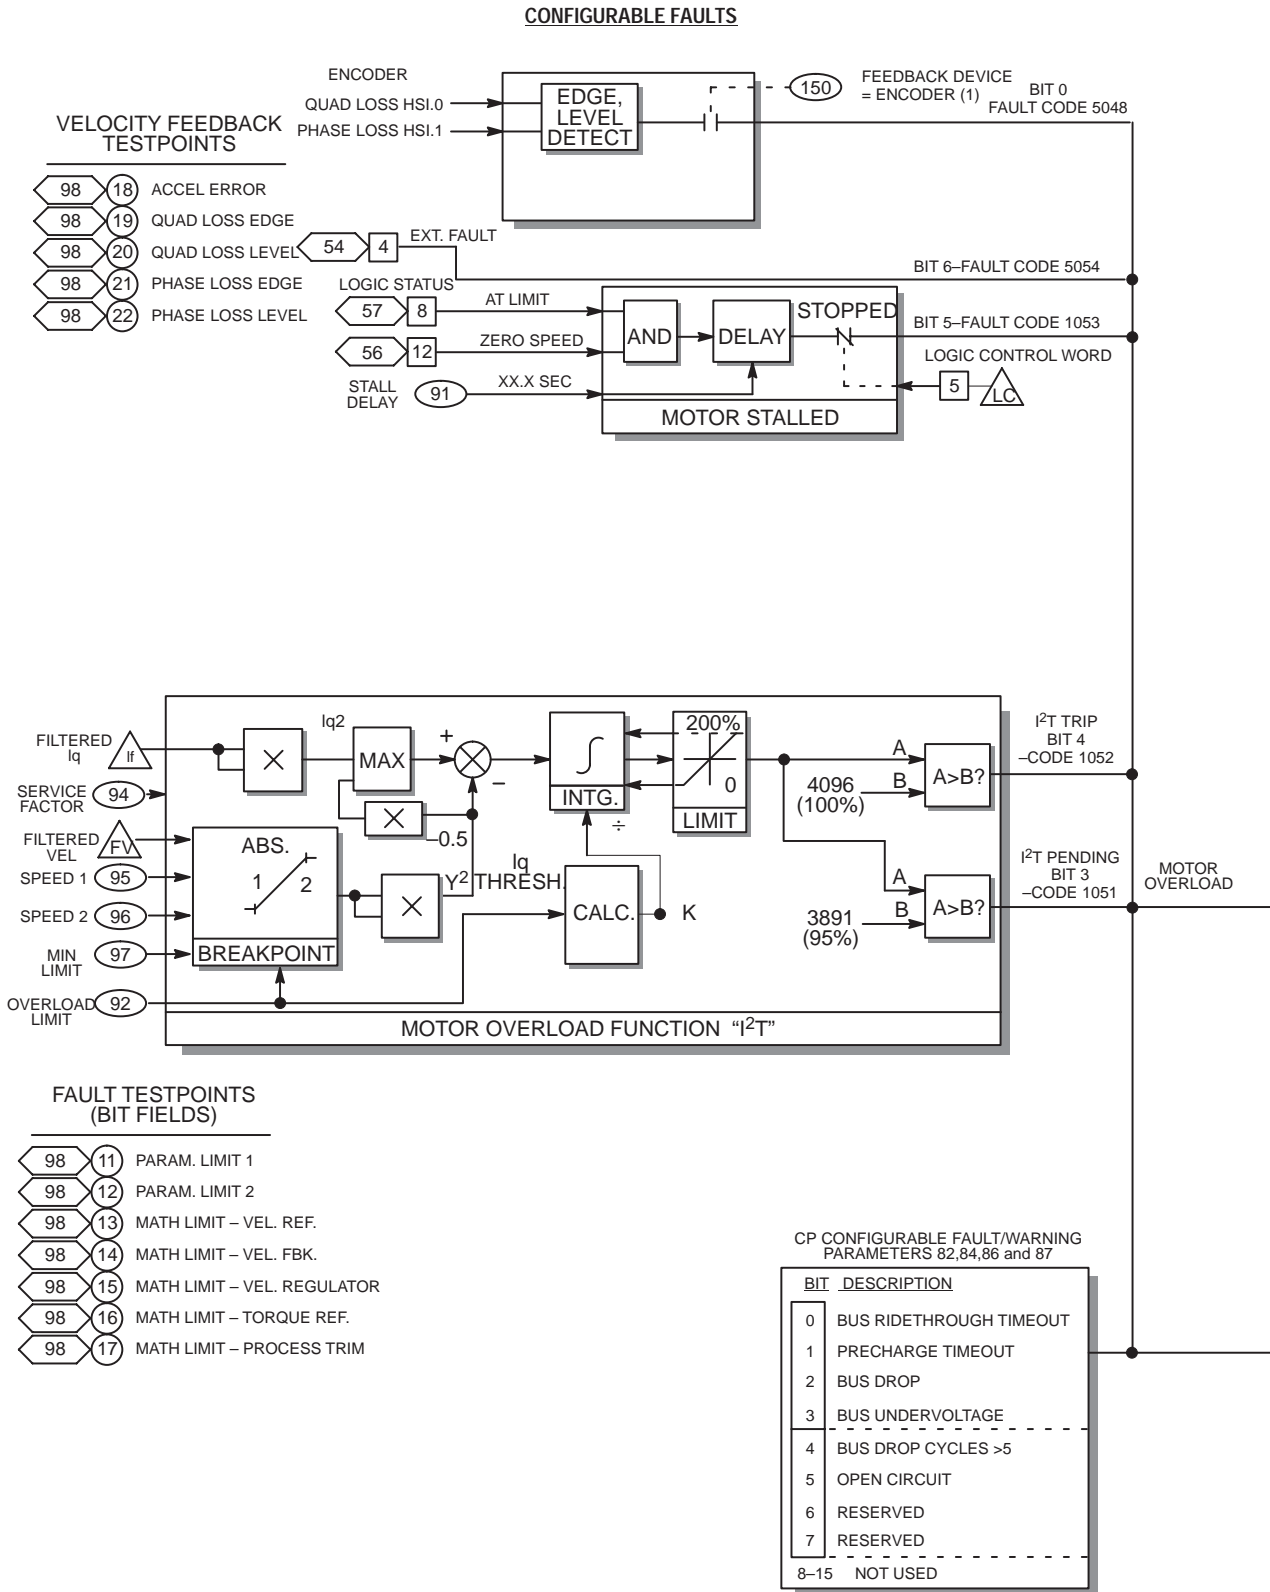 CONFIGURABLE FAULTS
ENCODER
QUAD LOSS HSI.0
PHASE LOSS HSI.1
EDGE,
LEVEL
DETECT
150
FEEDBACK DEVICE
= ENCODER (1)
BIT 0
FAULT CODE 5048
VELOCITY FEEDBACK
TESTPOINTS
98 18 ACCEL ERROR
98 19 QUAD LOSS EDGE
98 20 QUAD LOSS LEVEL
98 21 PHASE LOSS EDGE
98 22 PHASE LOSS LEVEL
54 4 EXT. FAULT
BIT 6–FAULT CODE 5054
LOGIC STATUS
57 8 AT LIMIT
56 12 ZERO SPEED
STALL
DELAY
91 XX.X SEC
AND
DELAY
STOPPED
MOTOR STALLED
BIT 5–FAULT CODE 1053
LOGIC CONTROL WORD
5 LC
FILTERED
Iq
If
SERVICE
FACTOR
94
FILTERED
VEL
FV
SPEED 1 95
SPEED 2 96
MIN
LIMIT
97
OVERLOAD
LIMIT
92
×
Iq2
MAX
+
–
×
–0.5
ABS.
1 2
BREAKPOINT
×
Y²
Iq
THRESH.
∫
INTG.
÷
CALC.
K
200%
0
LIMIT
A
4096
(100%)
B
A>B?
A
3891
(95%)
B
A>B?
MOTOR OVERLOAD FUNCTION “I²T”
I²T TRIP
BIT 4
–CODE 1052
I²T PENDING
BIT 3
–CODE 1051
MOTOR
OVERLOAD
FAULT TESTPOINTS
(BIT FIELDS)
98 11 PARAM. LIMIT 1
98 12 PARAM. LIMIT 2
98 13 MATH LIMIT – VEL. REF.
98 14 MATH LIMIT – VEL. FBK.
98 15 MATH LIMIT – VEL. REGULATOR
98 16 MATH LIMIT – TORQUE REF.
98 17 MATH LIMIT – PROCESS TRIM
CP CONFIGURABLE FAULT/WARNING
PARAMETERS 82,84,86 and 87
BIT DESCRIPTION
0 BUS RIDETHROUGH TIMEOUT
1 PRECHARGE TIMEOUT
2 BUS DROP
3 BUS UNDERVOLTAGE
4 BUS DROP CYCLES >5
5 OPEN CIRCUIT
6 RESERVED
7 RESERVED
8–15 NOT USED